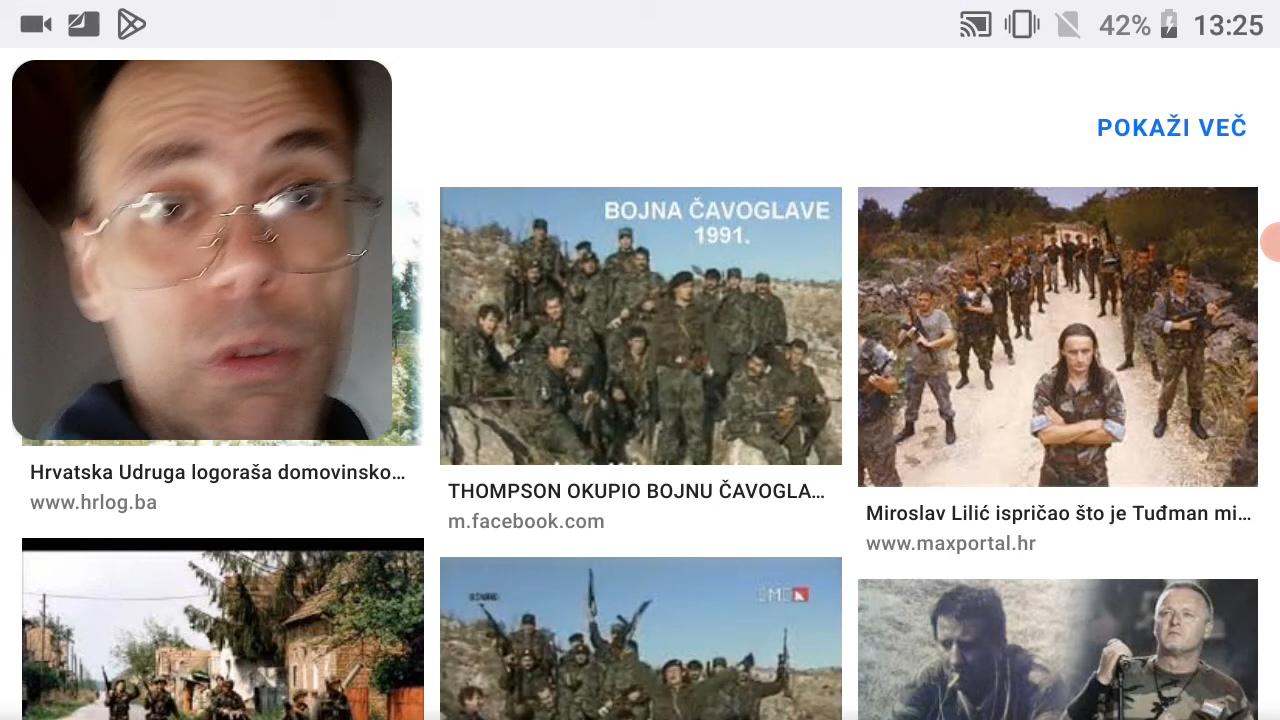 42%
13:25
POKAŽI VEČ
BOJNA ČAVOGLAVE
1991.
Hrvatska Udruga logoraša domovinsko...
www.hrlog.ba
THOMPSON OKUPIO BOJNU ČAVOGLA...
m.facebook.com
Miroslav Lilić ispričao što je Tuđman mi...
www.maxportal.hr